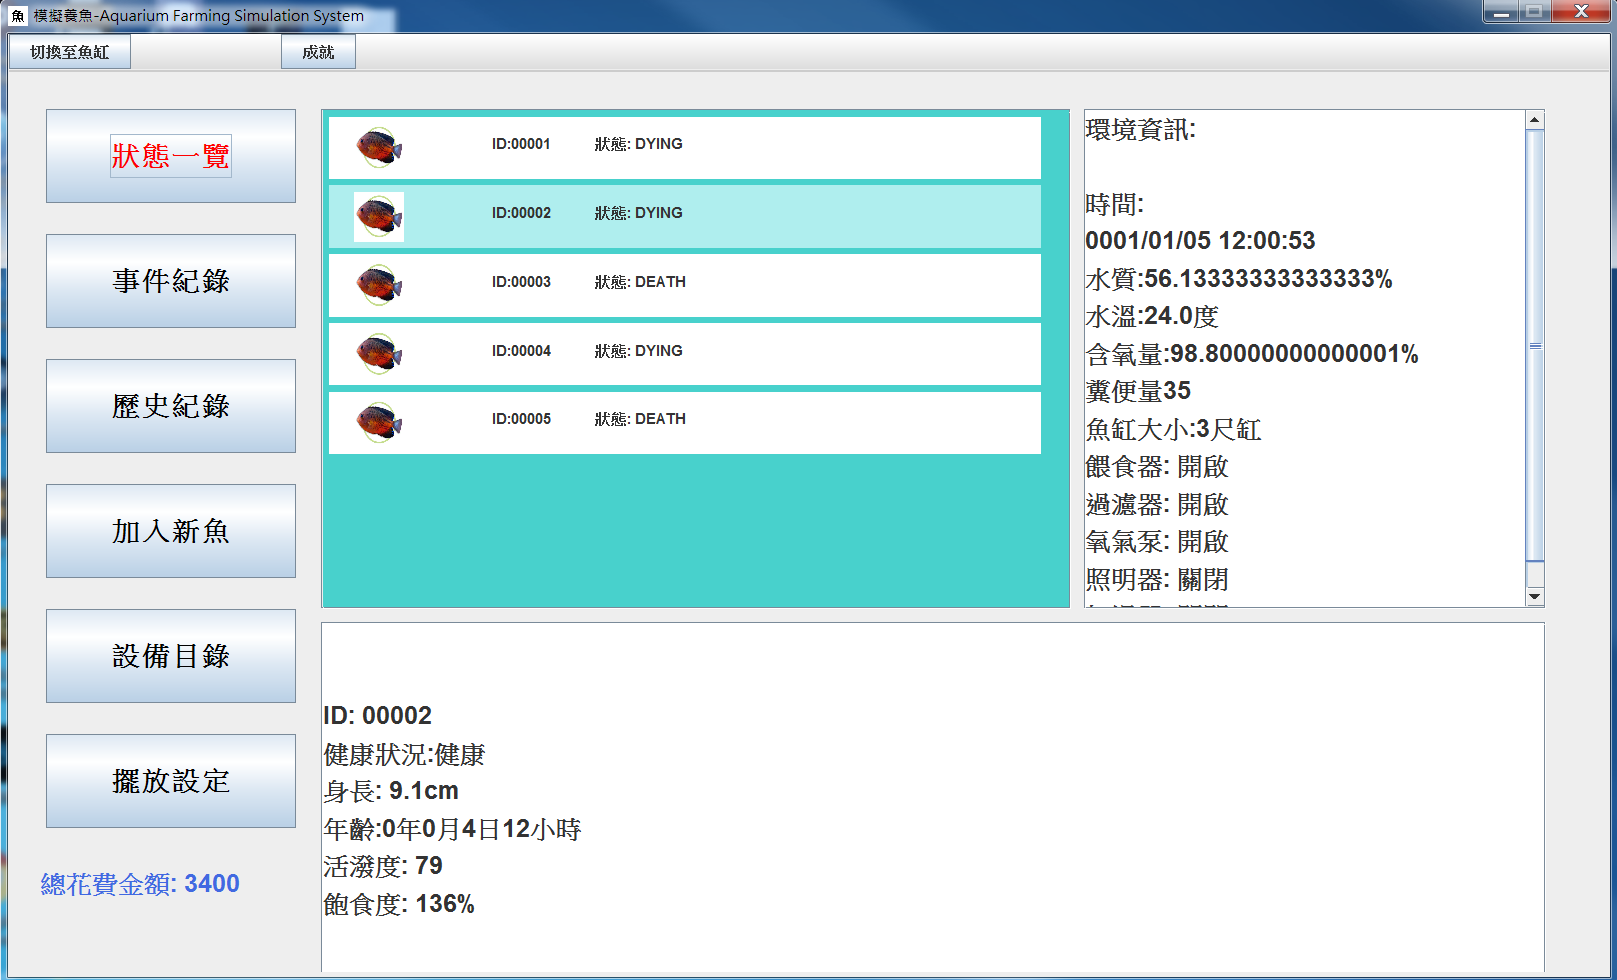 魚 模擬養魚-Aquarium Farming Simulation System
切換至魚缸
成就
狀態一覽
事件紀錄
歷史紀錄
加入新魚
設備目錄
擺放設定
總花費金額: 3400
ID:00001 狀態: DYING
ID:00002 狀態: DYING
ID:00003 狀態: DEATH
ID:00004 狀態: DYING
ID:00005 狀態: DEATH
環境資訊:
時間:
0001/01/05 12:00:53
水質:56.13333333333333%
水溫:24.0度
含氧量:98.80000000000001%
糞便量35
魚缸大小:3尺缸
餵食器: 開啟
過濾器: 開啟
氧氣泵: 開啟
照明器: 關閉
ID: 00002
健康狀況:健康
身長: 9.1cm
年齡:0年0月4日12小時
活潑度: 79
飽食度: 136%